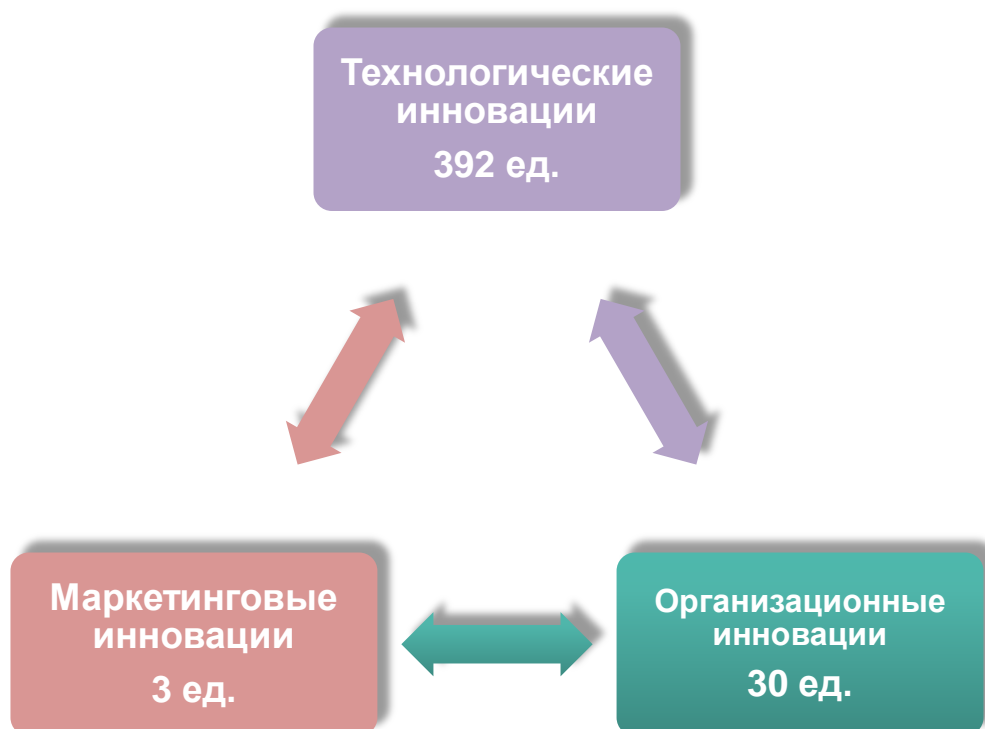 Технологические
инновации
392 ед.
Маркетинговые
инновации
3 ед.
Организационные
инновации
30 ед.